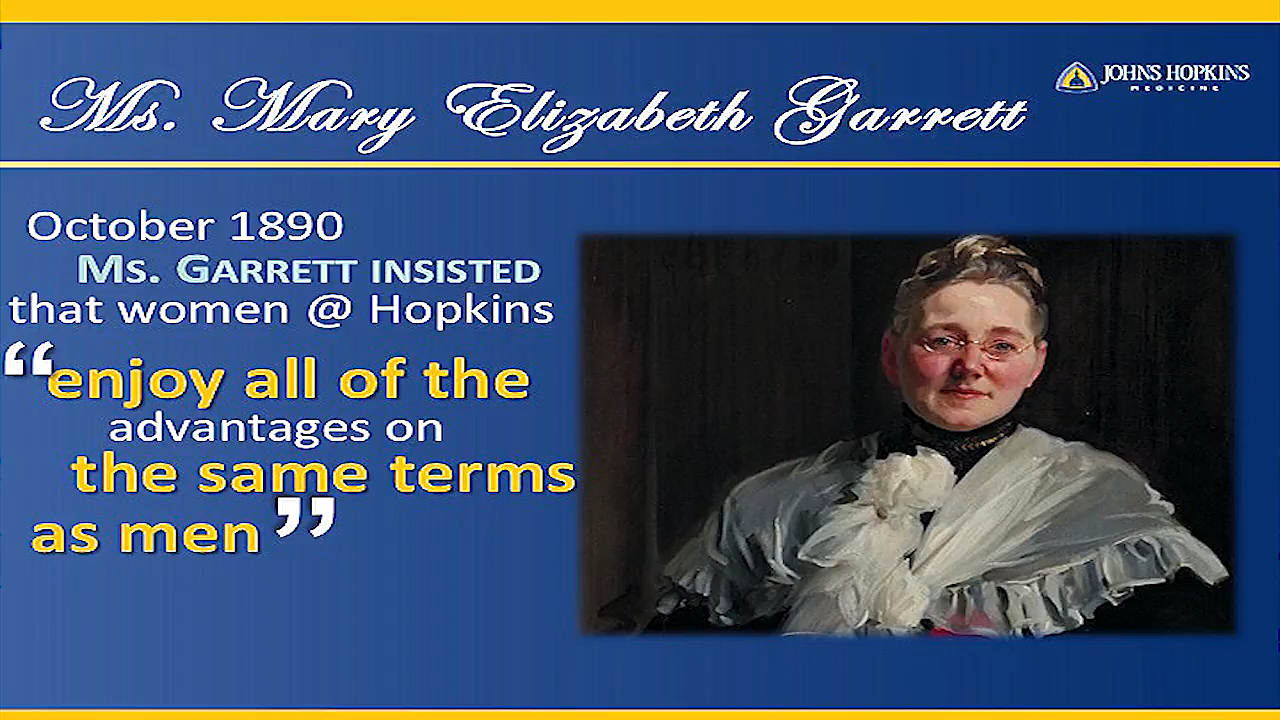 Ms. Mary Elizabeth Garrett
JOHNS HOPKINS
MEDICINE
October 1890
MS. GARRETT INSISTED
that women @ Hopkins
“enjoy all of the
advantages on
the same terms
as men”